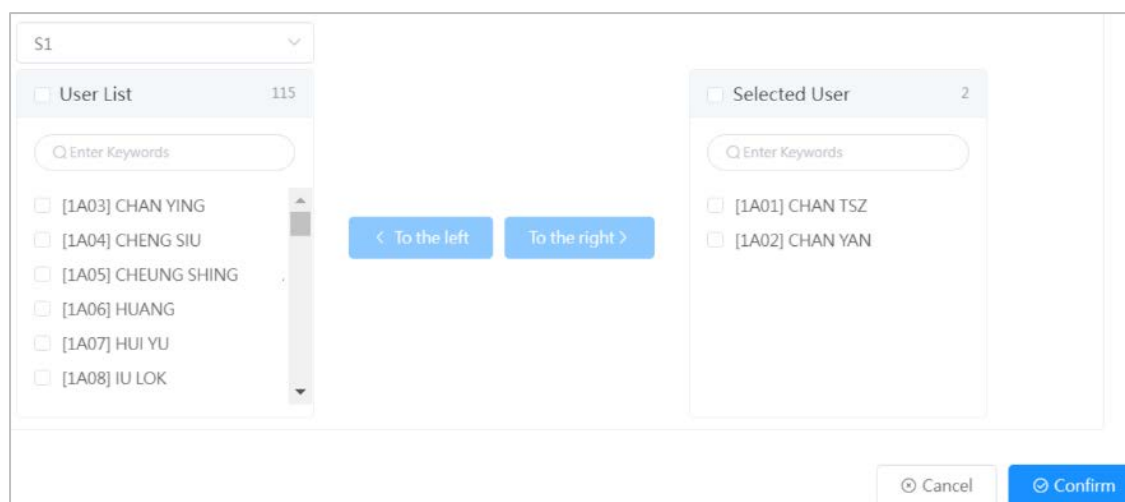 S1
User List 115
Enter Keywords
[1A03] CHAN YING
[1A04] CHENG SIU
[1A05] CHEUNG SHING
[1A06] HUANG
[1A07] HUI YU
[1A08] IU LOK
< To the left
To the right >
Selected User 2
Enter Keywords
[1A01] CHAN TSZ
[1A02] CHAN YAN
Cancel
Confirm